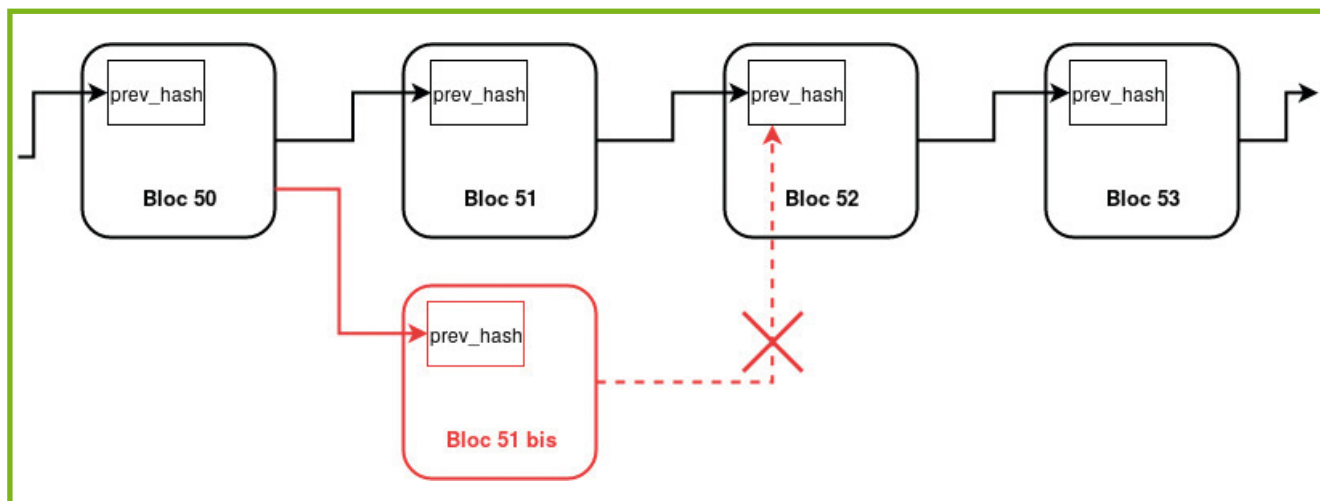 prev_hash
prev_hash
prev_hash
prev_hash
Bloc 50
Bloc 51
Bloc 52
Bloc 53
prev_hash
Bloc 51 bis